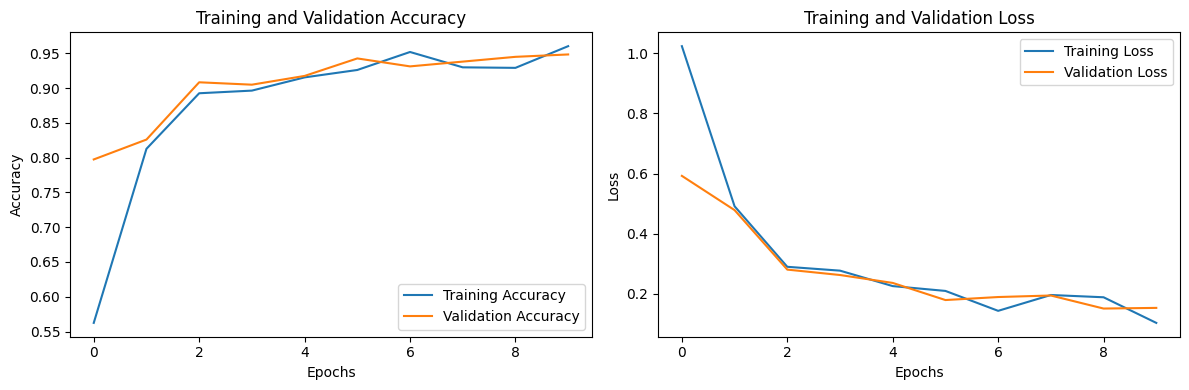 Training and Validation Accuracy
Accuracy
0.95
0.90
0.85
0.80
0.75
0.70
0.65
0.60
0.55
Training Accuracy
Validation Accuracy
0 2 4 6 8
Epochs
Training and Validation Loss
Loss
1.0
0.8
0.6
0.4
0.2
Training Loss
Validation Loss
0 2 4 6 8
Epochs